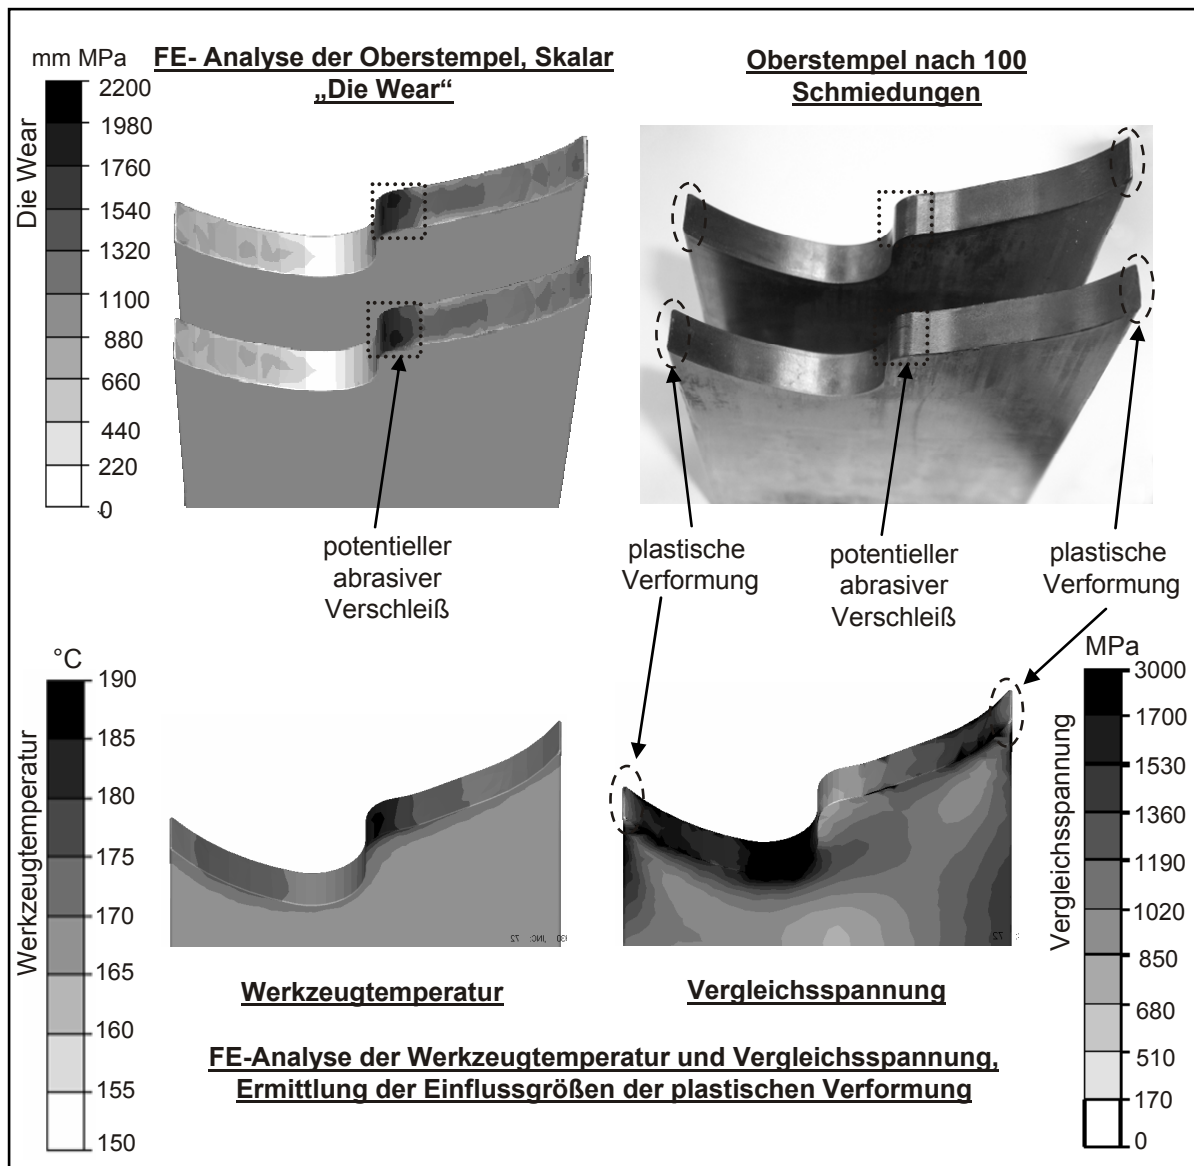 mm MPa
FE- Analyse der Oberstempel, Skalar
„Die Wear“
Die Wear
2200
1980
1760
1540
1320
1100
880
660
440
220
0
Oberstempel nach 100
Schmiedungen
potentieller
abrasiver
Verschleiß
plastische
Verformung
potentieller
abrasiver
Verschleiß
plastische
Verformung
°C
Werkzeugtemperatur
190
185
180
175
170
165
160
155
150
MPa
Vergleichsspannung
3000
1700
1530
1360
1190
1020
850
680
510
170
0
Werkzeugtemperatur
Vergleichsspannung
FE-Analyse der Werkzeugtemperatur und Vergleichsspannung,
Ermittlung der Einflussgrößen der plastischen Verformung